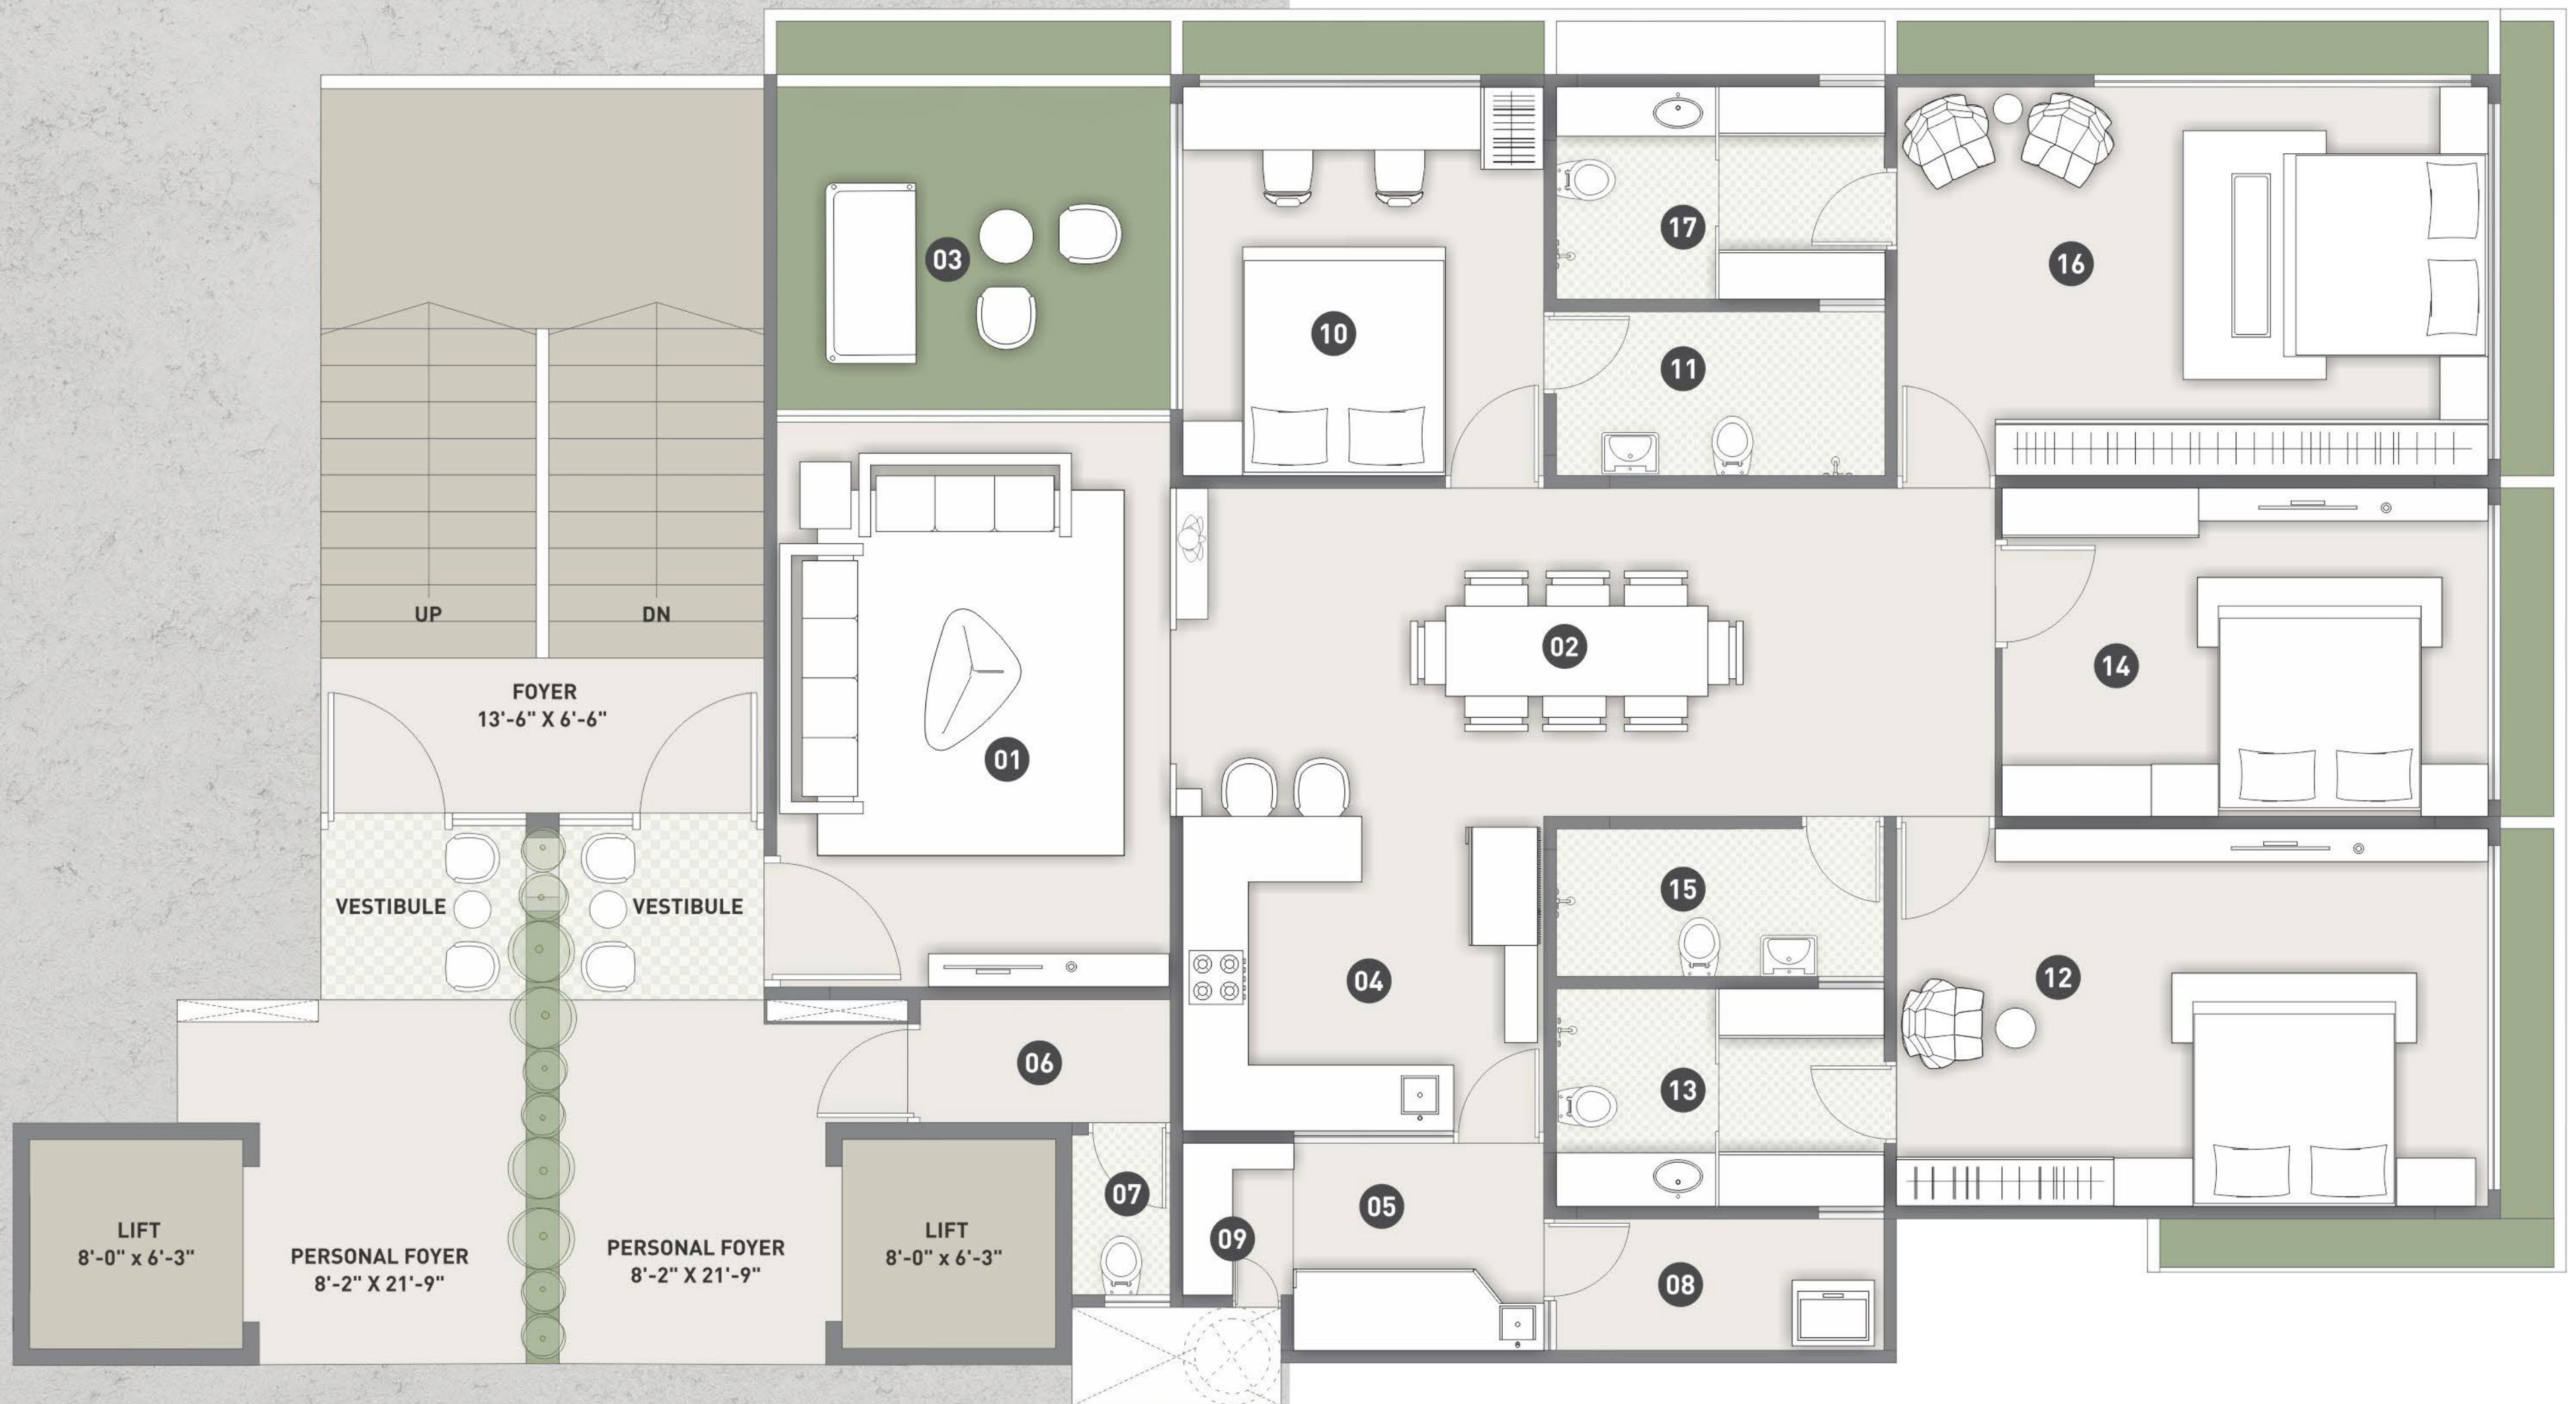 03
10
17
11
16
UP
DN
FOYER
13'-6" X 6'-6"
01
02
14
VESTIBULE
VESTIBULE
04
15
12
06
13
LIFT
8'-0" x 6'-3"
PERSONAL FOYER
8'-2" X 21'-9"
PERSONAL FOYER
8'-2" X 21'-9"
LIFT
8'-0" x 6'-3"
07
09
05
08